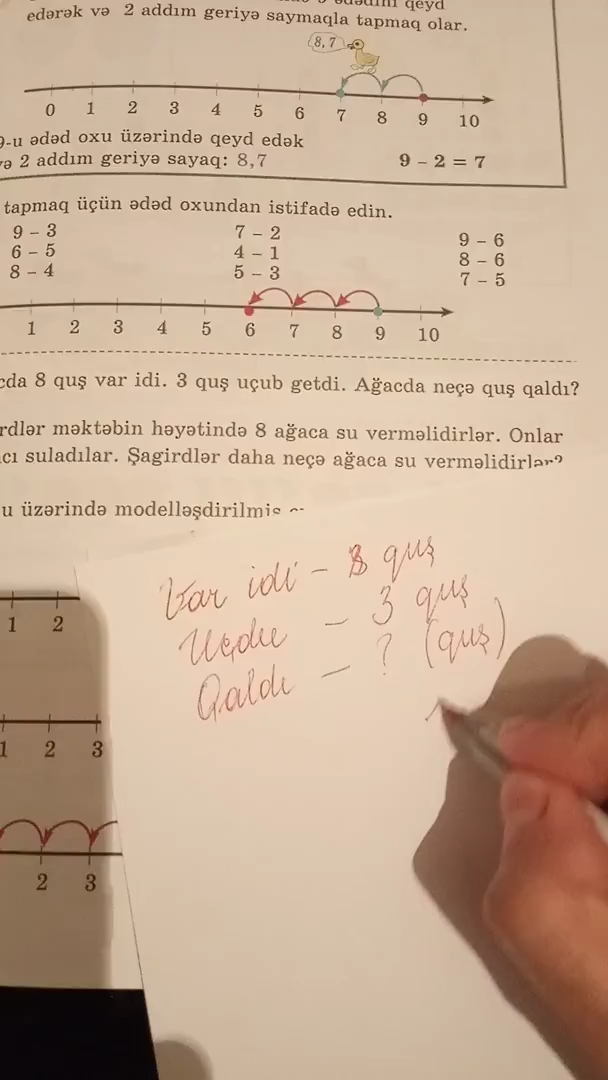 qeyd
edərək və 2 addım geriyə saymaqla tapmaq olar.
8,7
0 1 2 3 4 5 6 7 8 9 10
9-u ədəd oxu üzərində qeyd edək
və 2 addım geriyə sayaq: 8,7
9 – 2 = 7
tapmaq üçün ədəd oxundan istifadə edin.
9 – 3 7 – 2 9 – 6
6 – 5 4 – 1 8 – 6
8 – 4 5 – 3 7 – 5
1 2 3 4 5 6 7 8 9 10
8 quş var idi. 3 quş uçub getdi. Ağacda neçə quş qaldı?
məktəbin həyətində 8 ağaca su verməlidirlər. Onlar
suladılar. Şagirdlər daha neçə ağaca su verməlidirlər?
üzərində modelləşdirilmiş
Var idi – 8 quş
Uçdu – 3 quş
Qaldı – ? (quş)
1 2
1 2 3
2 3